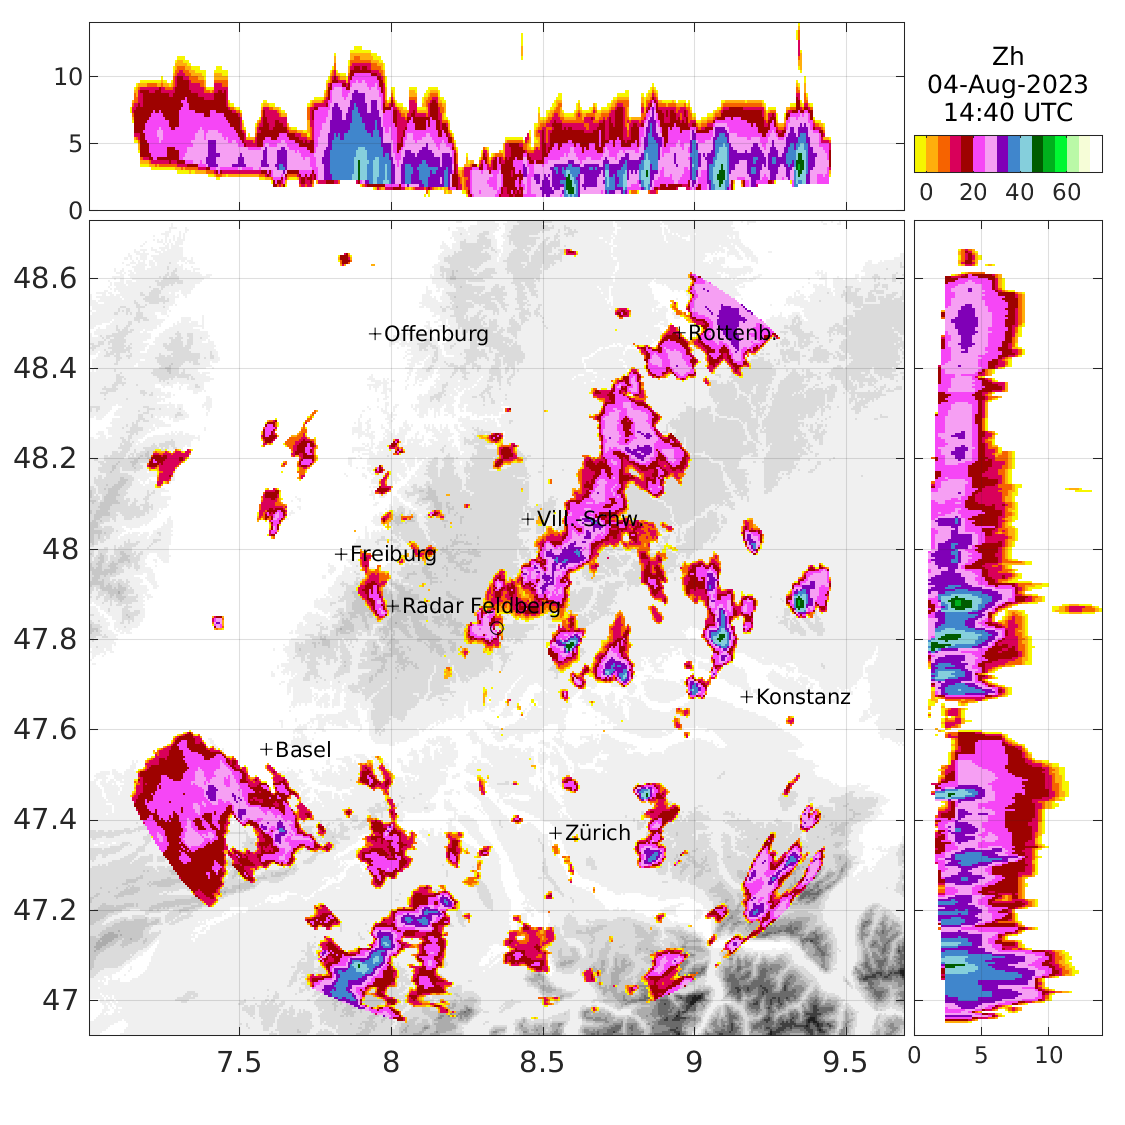 10
5
0
Zh
04-Aug-2023
14:40 UTC
0 20 40 60
48.6
48.4
48.2
48
47.8
47.6
47.4
47.2
47
+Offenburg
+Rottenb.
+Vill.-Schw.
+Freiburg
+Radar Feldberg
+Konstanz
+Basel
+Zürich
7.5 8 8.5 9 9.5
0 5 10